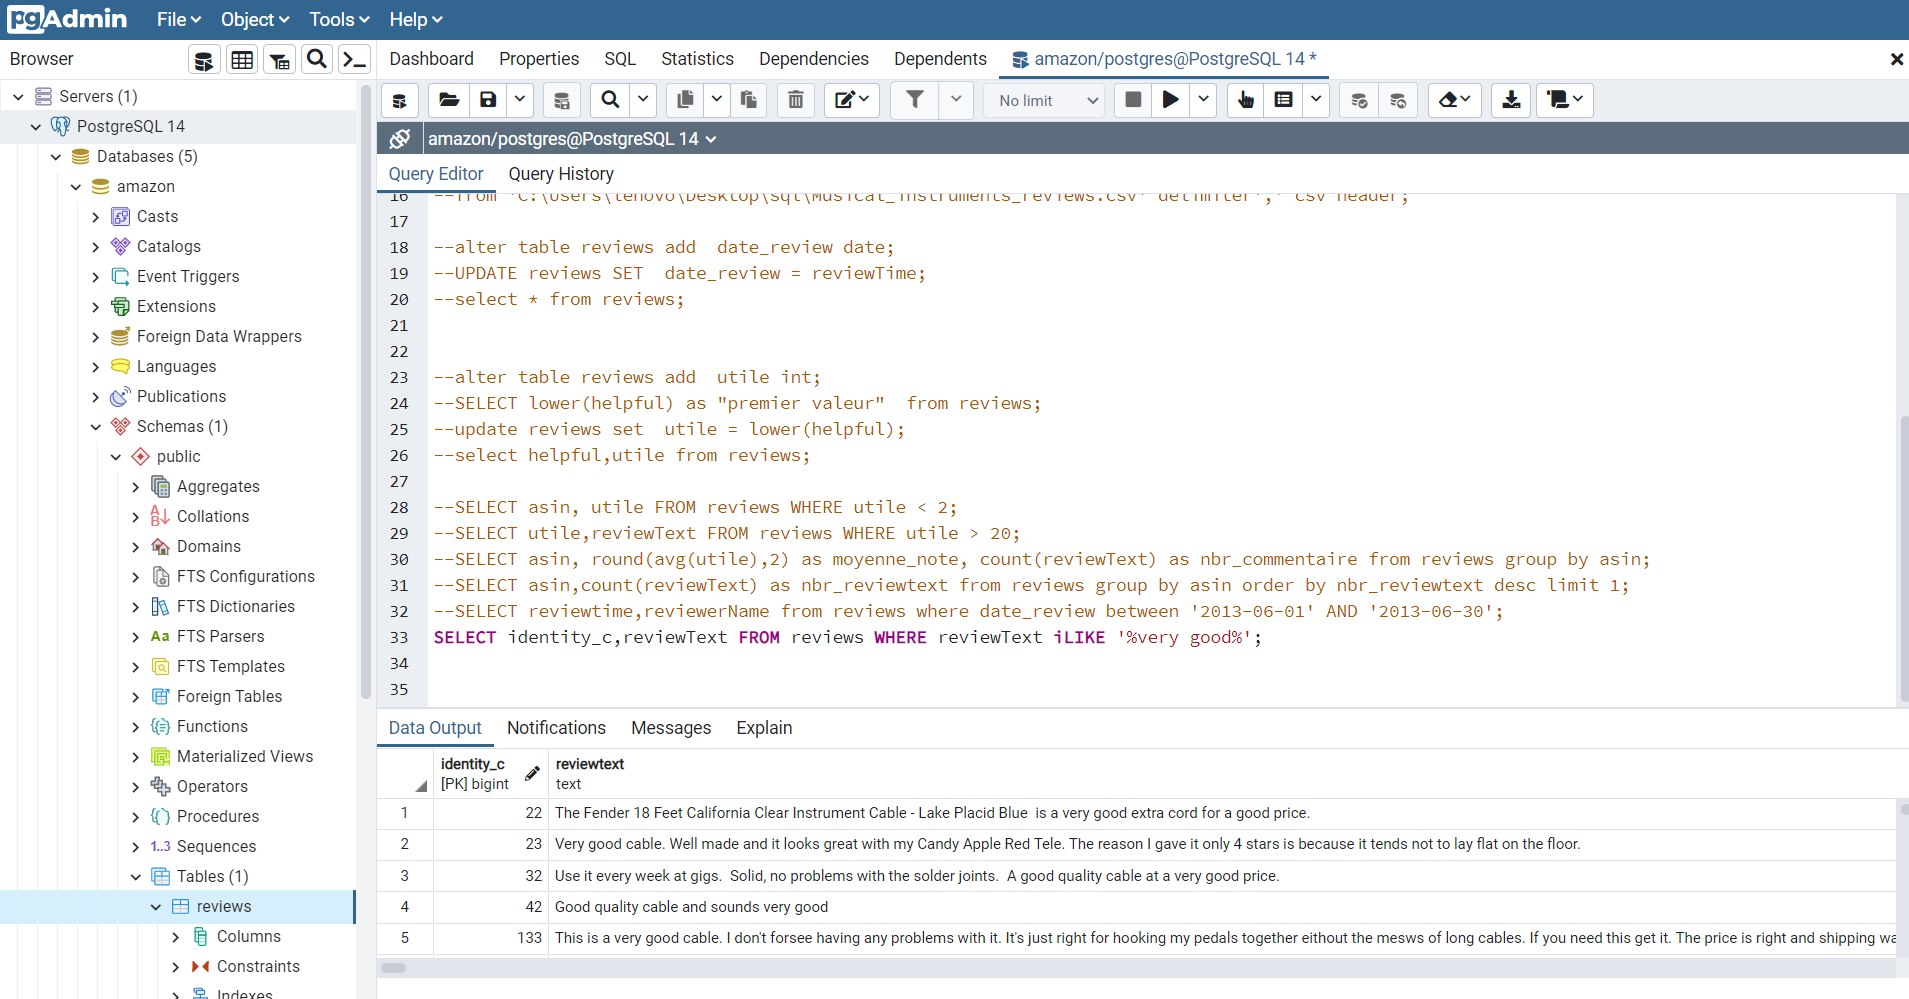 pgAdmin File Object Tools Help
Browser
Dashboard Properties SQL Statistics Dependencies Dependents amazon/postgres@PostgreSQL 14 *
No limit
amazon/postgres@PostgreSQL 14
Query Editor Query History
Servers (1)
PostgreSQL 14
Databases (5)
amazon
Casts
Catalogs
Event Triggers
Extensions
Foreign Data Wrappers
Languages
Publications
Schemas (1)
public
Aggregates
Collations
Domains
FTS Configurations
FTS Dictionaries
Aa FTS Parsers
FTS Templates
Foreign Tables
Functions
Materialized Views
Operators
Procedures
1..3 Sequences
Tables (1)
reviews
Columns
Constraints
Indexes
16 --from 'C:\Users\lenovo\Desktop\sql\Musical_instruments_reviews.csv' delimiter',' csv header;
17
18 --alter table reviews add  date_review date;
19 --UPDATE reviews SET  date_review = reviewTime;
20 --select * from reviews;
21
22
23 --alter table reviews add  utile int;
24 --SELECT lower(helpful) as "premier valeur"  from reviews;
25 --update reviews set  utile = lower(helpful);
26 --select helpful,utile from reviews;
27
28 --SELECT asin, utile FROM reviews WHERE utile < 2;
29 --SELECT utile,reviewText FROM reviews WHERE utile > 20;
30 --SELECT asin, round(avg(utile),2) as moyenne_note, count(reviewText) as nbr_commentaire from reviews group by asin;
31 --SELECT asin,count(reviewText) as nbr_reviewtext from reviews group by asin order by nbr_reviewtext desc limit 1;
32 --SELECT reviewtime,reviewerName from reviews where date_review between '2013-06-01' AND '2013-06-30';
33 SELECT identity_c,reviewText FROM reviews WHERE reviewText iLIKE '%very good%';
34
35
Data Output Notifications Messages Explain
identity_c reviewtext
[PK] bigint text
1 22 The Fender 18 Feet California Clear Instrument Cable - Lake Placid Blue  is a very good extra cord for a good price.
2 23 Very good cable. Well made and it looks great with my Candy Apple Red Tele. The reason I gave it only 4 stars is because it tends not to lay flat on the floor.
3 32 Use it every week at gigs.  Solid, no problems with the solder joints.  A good quality cable at a very good price.
4 42 Good quality cable and sounds very good
5 133 This is a very good cable. I don't forsee having any problems with it. It's just right for hooking my pedals together eithout the mesws of long cables. If you need this get it. The price is right and shipping wa